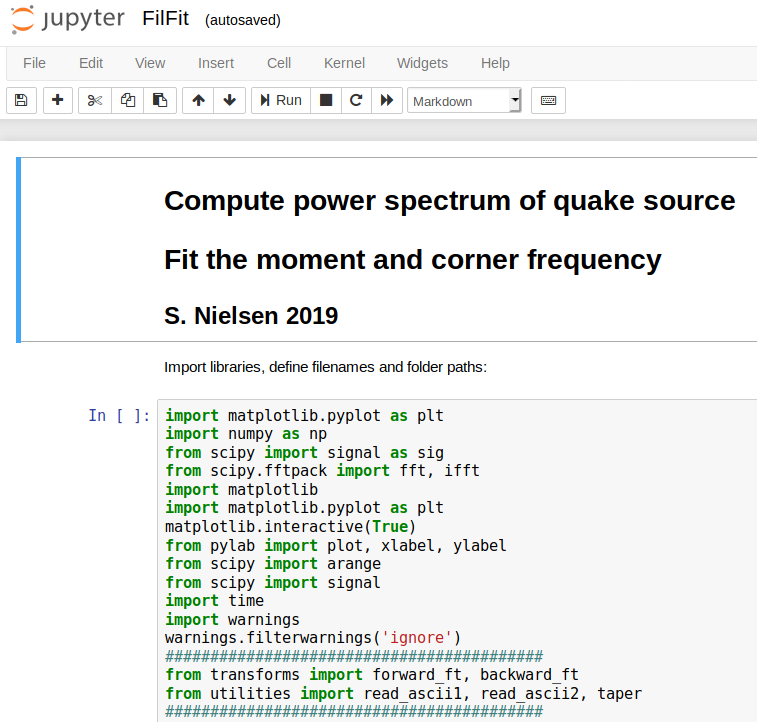 jupyter FilFit (autosaved)
File Edit View Insert Cell Kernel Widgets Help
Run Markdown
Compute power spectrum of quake source
Fit the moment and corner frequency
S. Nielsen 2019
Import libraries, define filenames and folder paths:
In [ ]: import matplotlib.pyplot as plt
import numpy as np
from scipy import signal as sig
from scipy.fftpack import fft, ifft
import matplotlib
import matplotlib.pyplot as plt
matplotlib.interactive(True)
from pylab import plot, xlabel, ylabel
from scipy import arange
from scipy import signal
import time
import warnings
warnings.filterwarnings('ignore')
##########################################
from transforms import forward_ft, backward_ft
from utilities import read_ascii1, read_ascii2, taper
##########################################